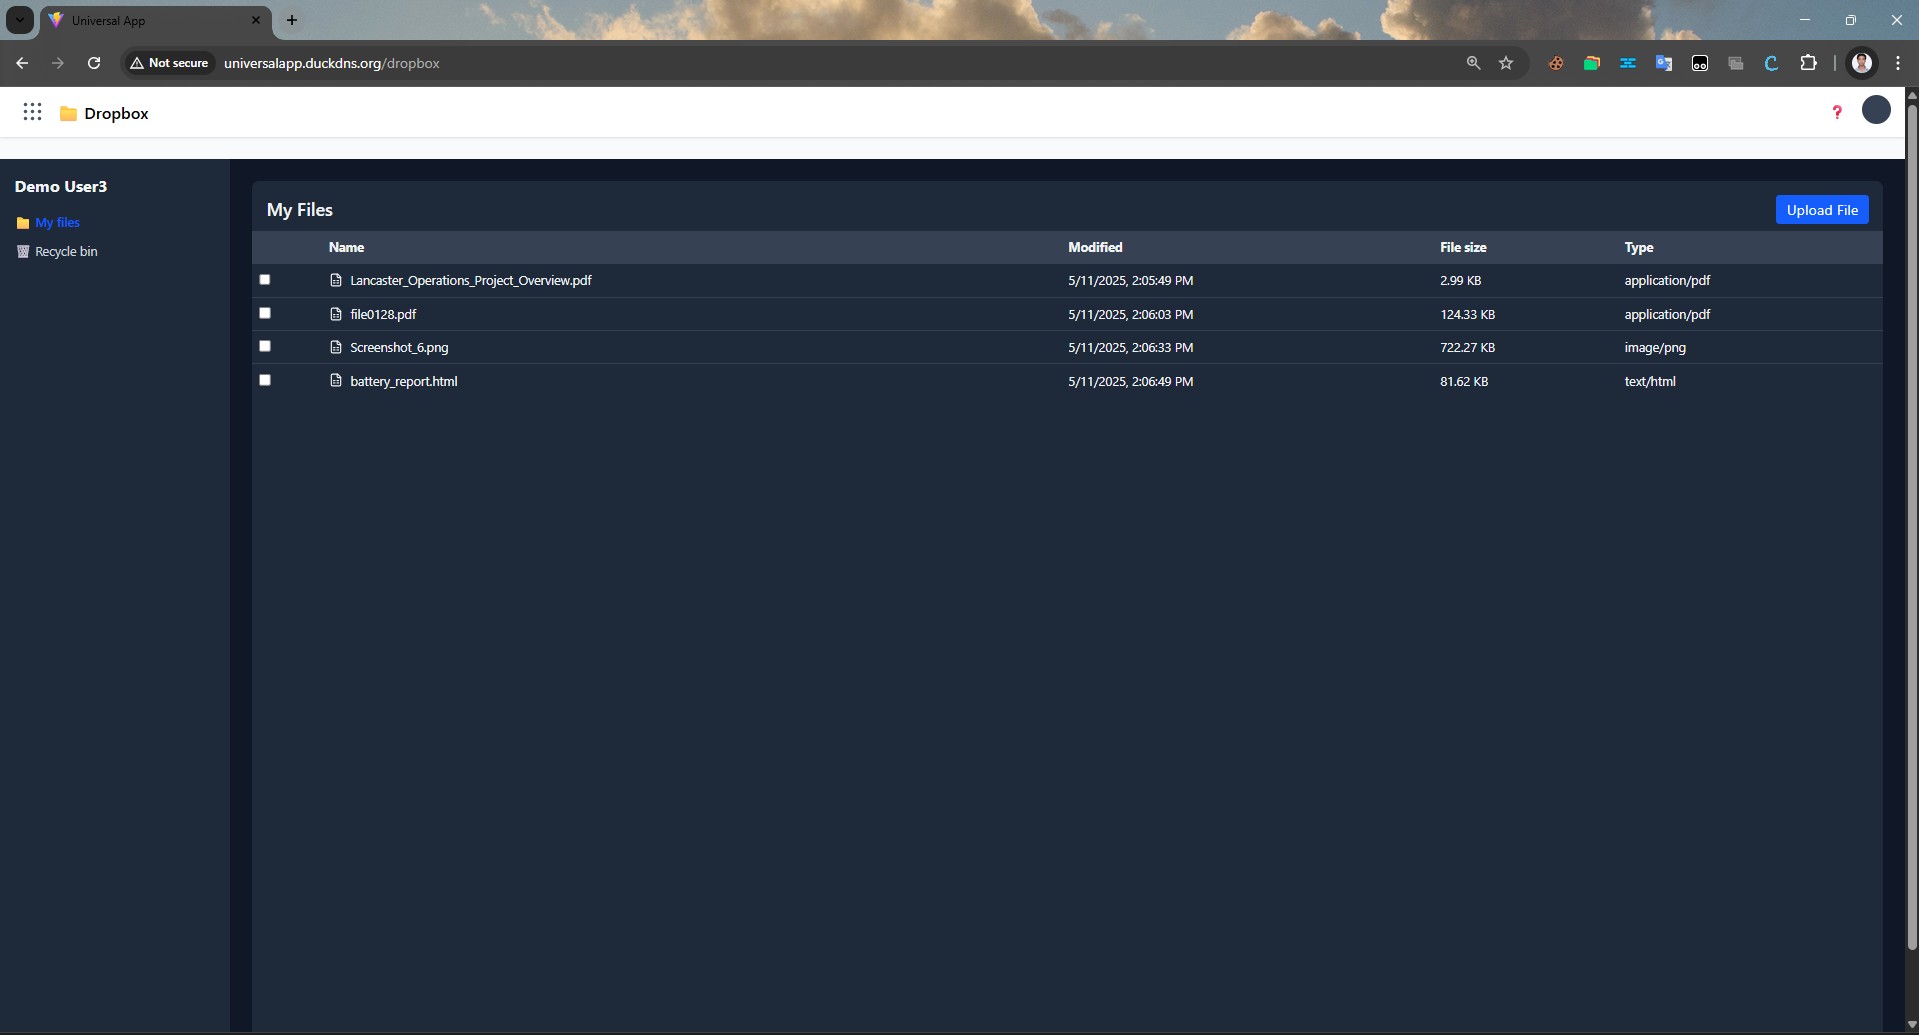 Universal App
Not secure
universalapp.duckdns.org/dropbox
Dropbox
?
Demo User3
My files
Recycle bin
My Files
Upload File
Name Modified File size Type
Lancaster_Operations_Project_Overview.pdf 5/11/2025, 2:05:49 PM 2.99 KB application/pdf
file0128.pdf 5/11/2025, 2:06:03 PM 124.33 KB application/pdf
Screenshot_6.png 5/11/2025, 2:06:33 PM 722.27 KB image/png
battery_report.html 5/11/2025, 2:06:49 PM 81.62 KB text/html